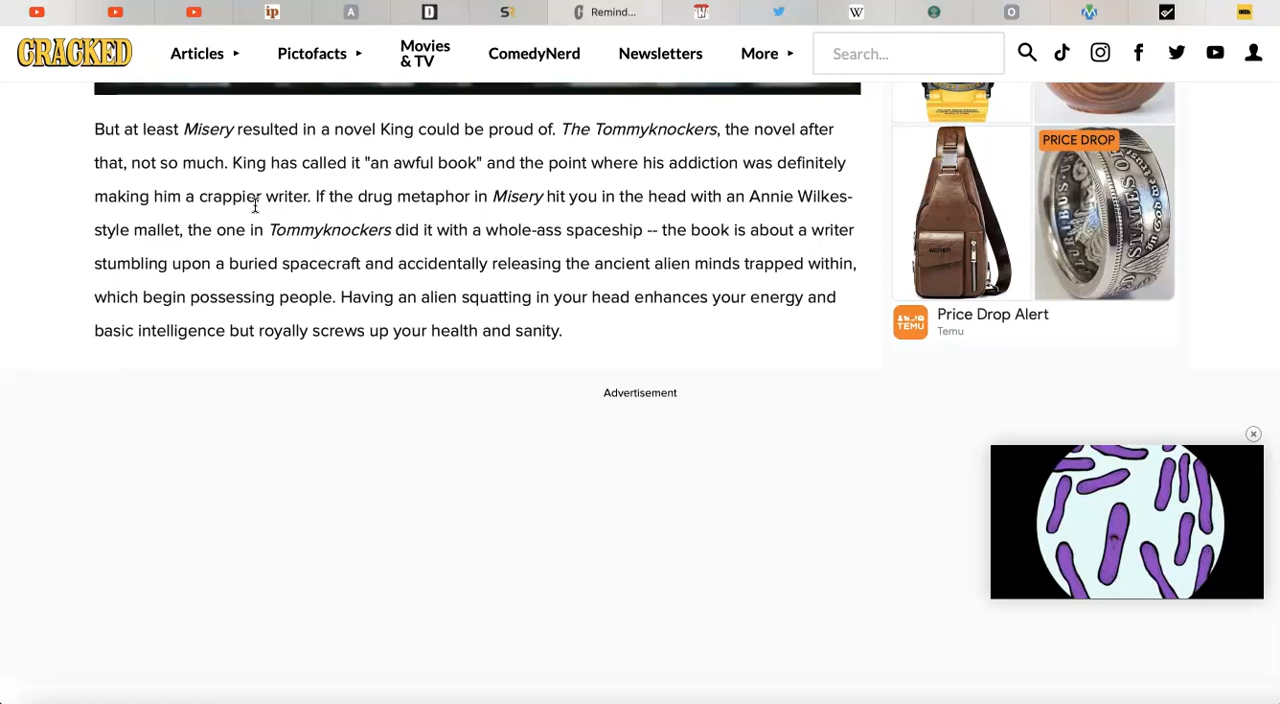 Remind...
CRACKED
Articles
Pictofacts
Movies
& TV
ComedyNerd
Newsletters
More
Search...
But at least Misery resulted in a novel King could be proud of. The Tommyknockers, the novel after
that, not so much. King has called it "an awful book" and the point where his addiction was definitely
making him a crappier writer. If the drug metaphor in Misery hit you in the head with an Annie Wilkes-
style mallet, the one in Tommyknockers did it with a whole-ass spaceship -- the book is about a writer
stumbling upon a buried spacecraft and accidentally releasing the ancient alien minds trapped within,
which begin possessing people. Having an alien squatting in your head enhances your energy and
basic intelligence but royally screws up your health and sanity.
PRICE DROP
TEMU
Price Drop Alert
Temu
Advertisement